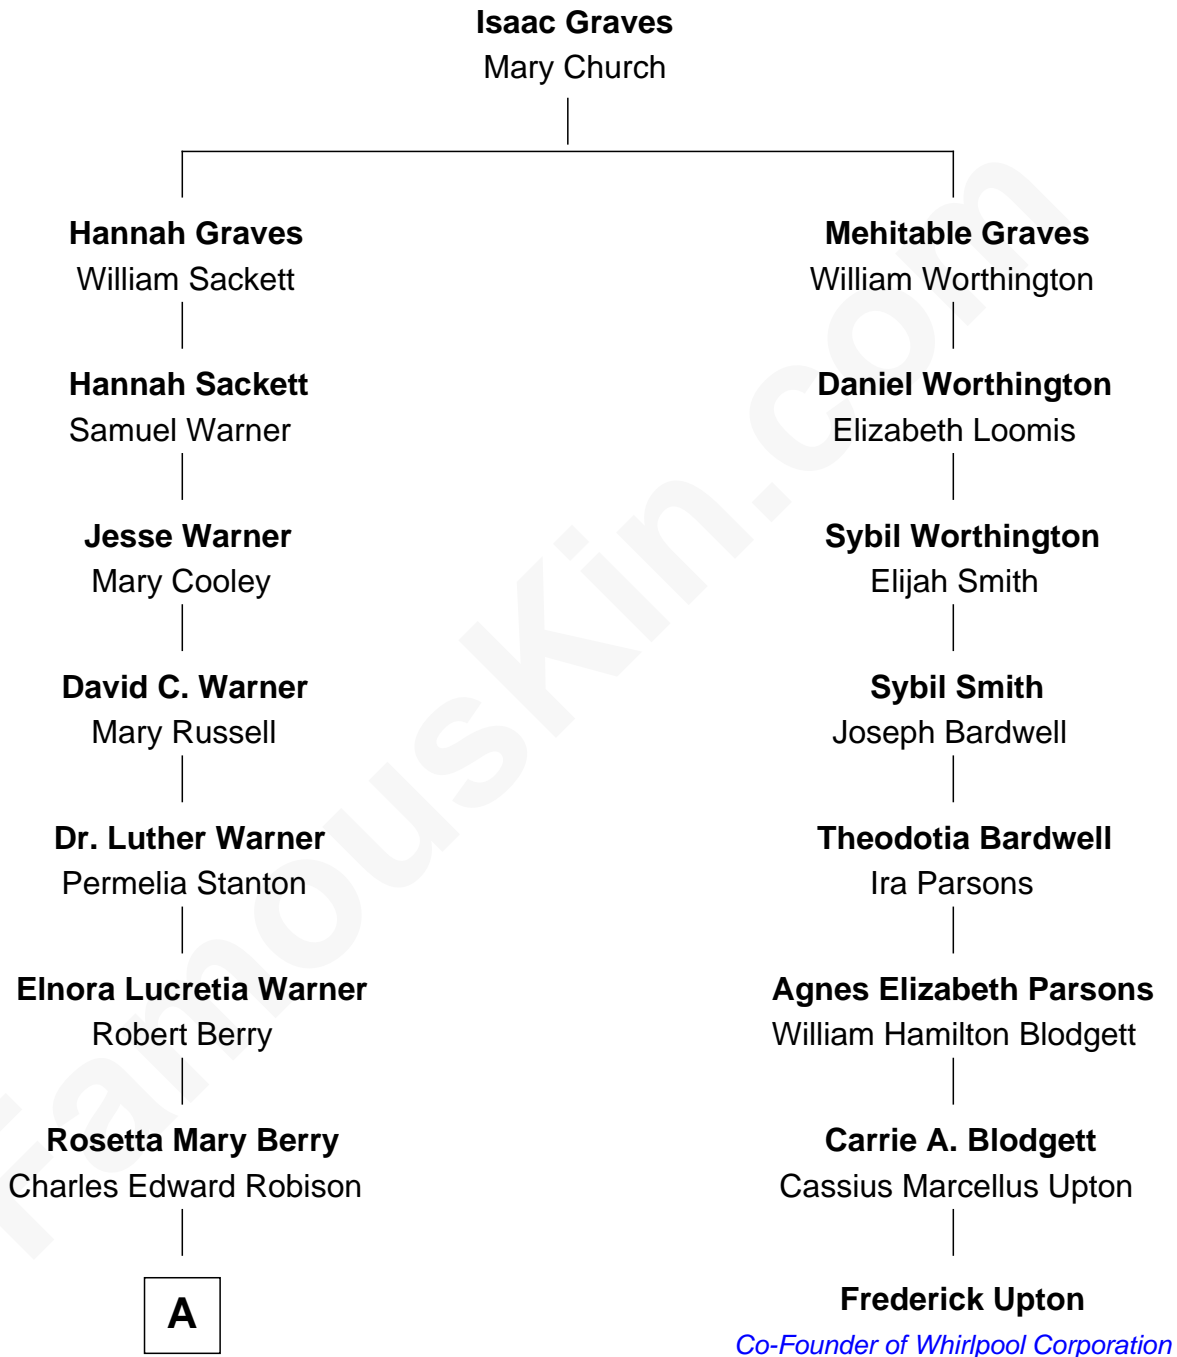 Isaac Graves
Mary Church
Hannah Graves
William Sackett
Mehitable Graves
William Worthington
Hannah Sackett
Samuel Warner
Daniel Worthington
Elizabeth Loomis
Jesse Warner
Mary Cooley
Sybil Worthington
Elijah Smith
David C. Warner
Mary Russell
Sybil Smith
Joseph Bardwell
Dr. Luther Warner
Permelia Stanton
Theodotia Bardwell
Ira Parsons
Elnora Lucretia Warner
Robert Berry
Agnes Elizabeth Parsons
William Hamilton Blodgett
Rosetta Mary Berry
Charles Edward Robison
Carrie A. Blodgett
Cassius Marcellus Upton
A
Frederick Upton
Co-Founder of Whirlpool Corporation
FamousKin.com